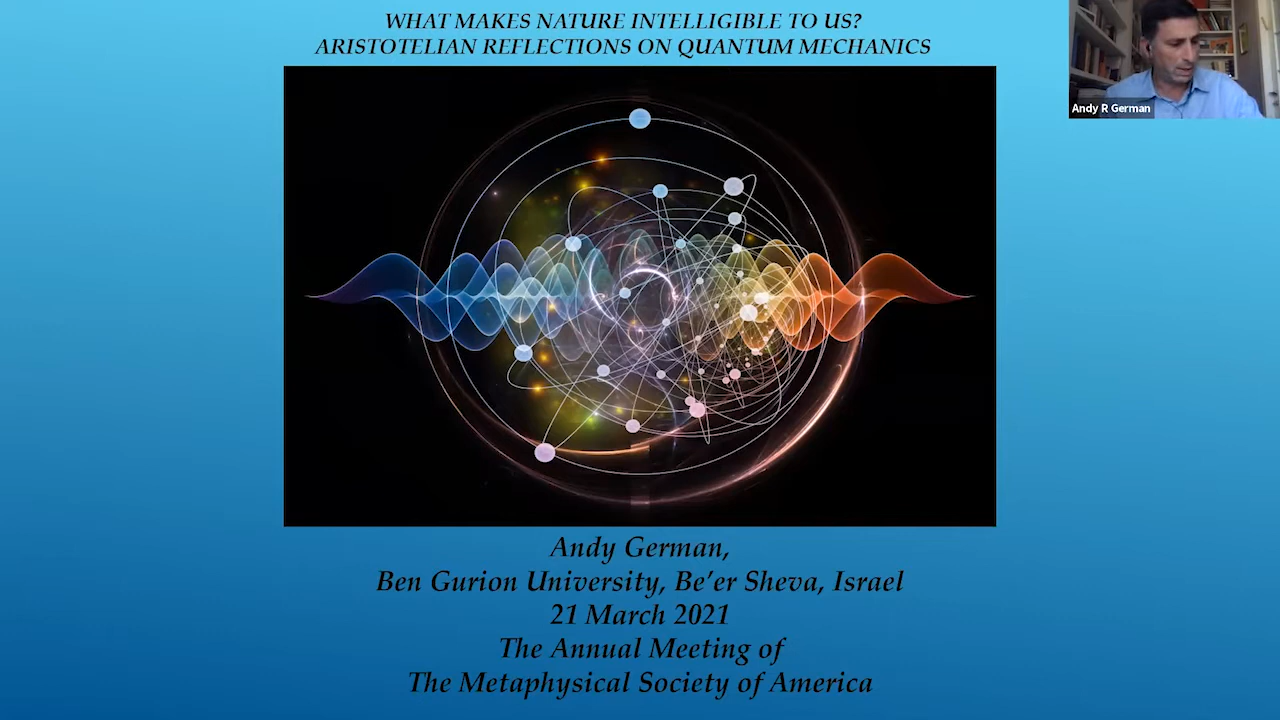 WHAT MAKES NATURE INTELLIGIBLE TO US?
ARISTOTELIAN REFLECTIONS ON QUANTUM MECHANICS
Andy R German
Andy German,
Ben Gurion University, Be’er Sheva, Israel
21 March 2021
The Annual Meeting of
The Metaphysical Society of America